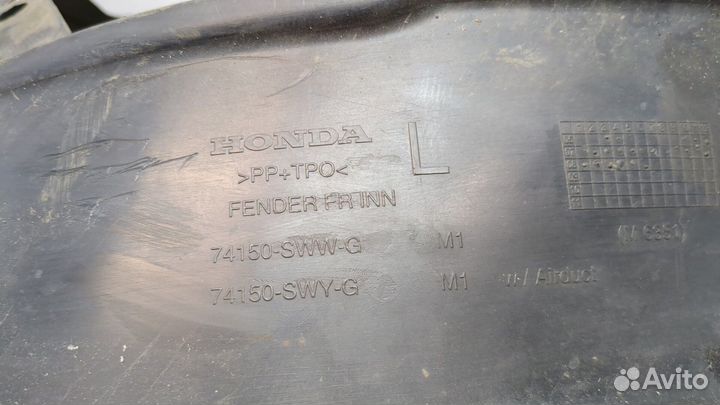 HONDA L
>PP+TPO<
FENDER FR INN
74150-SWW-G M1
74150-SWY-G M1 w/ Airduct
Avito